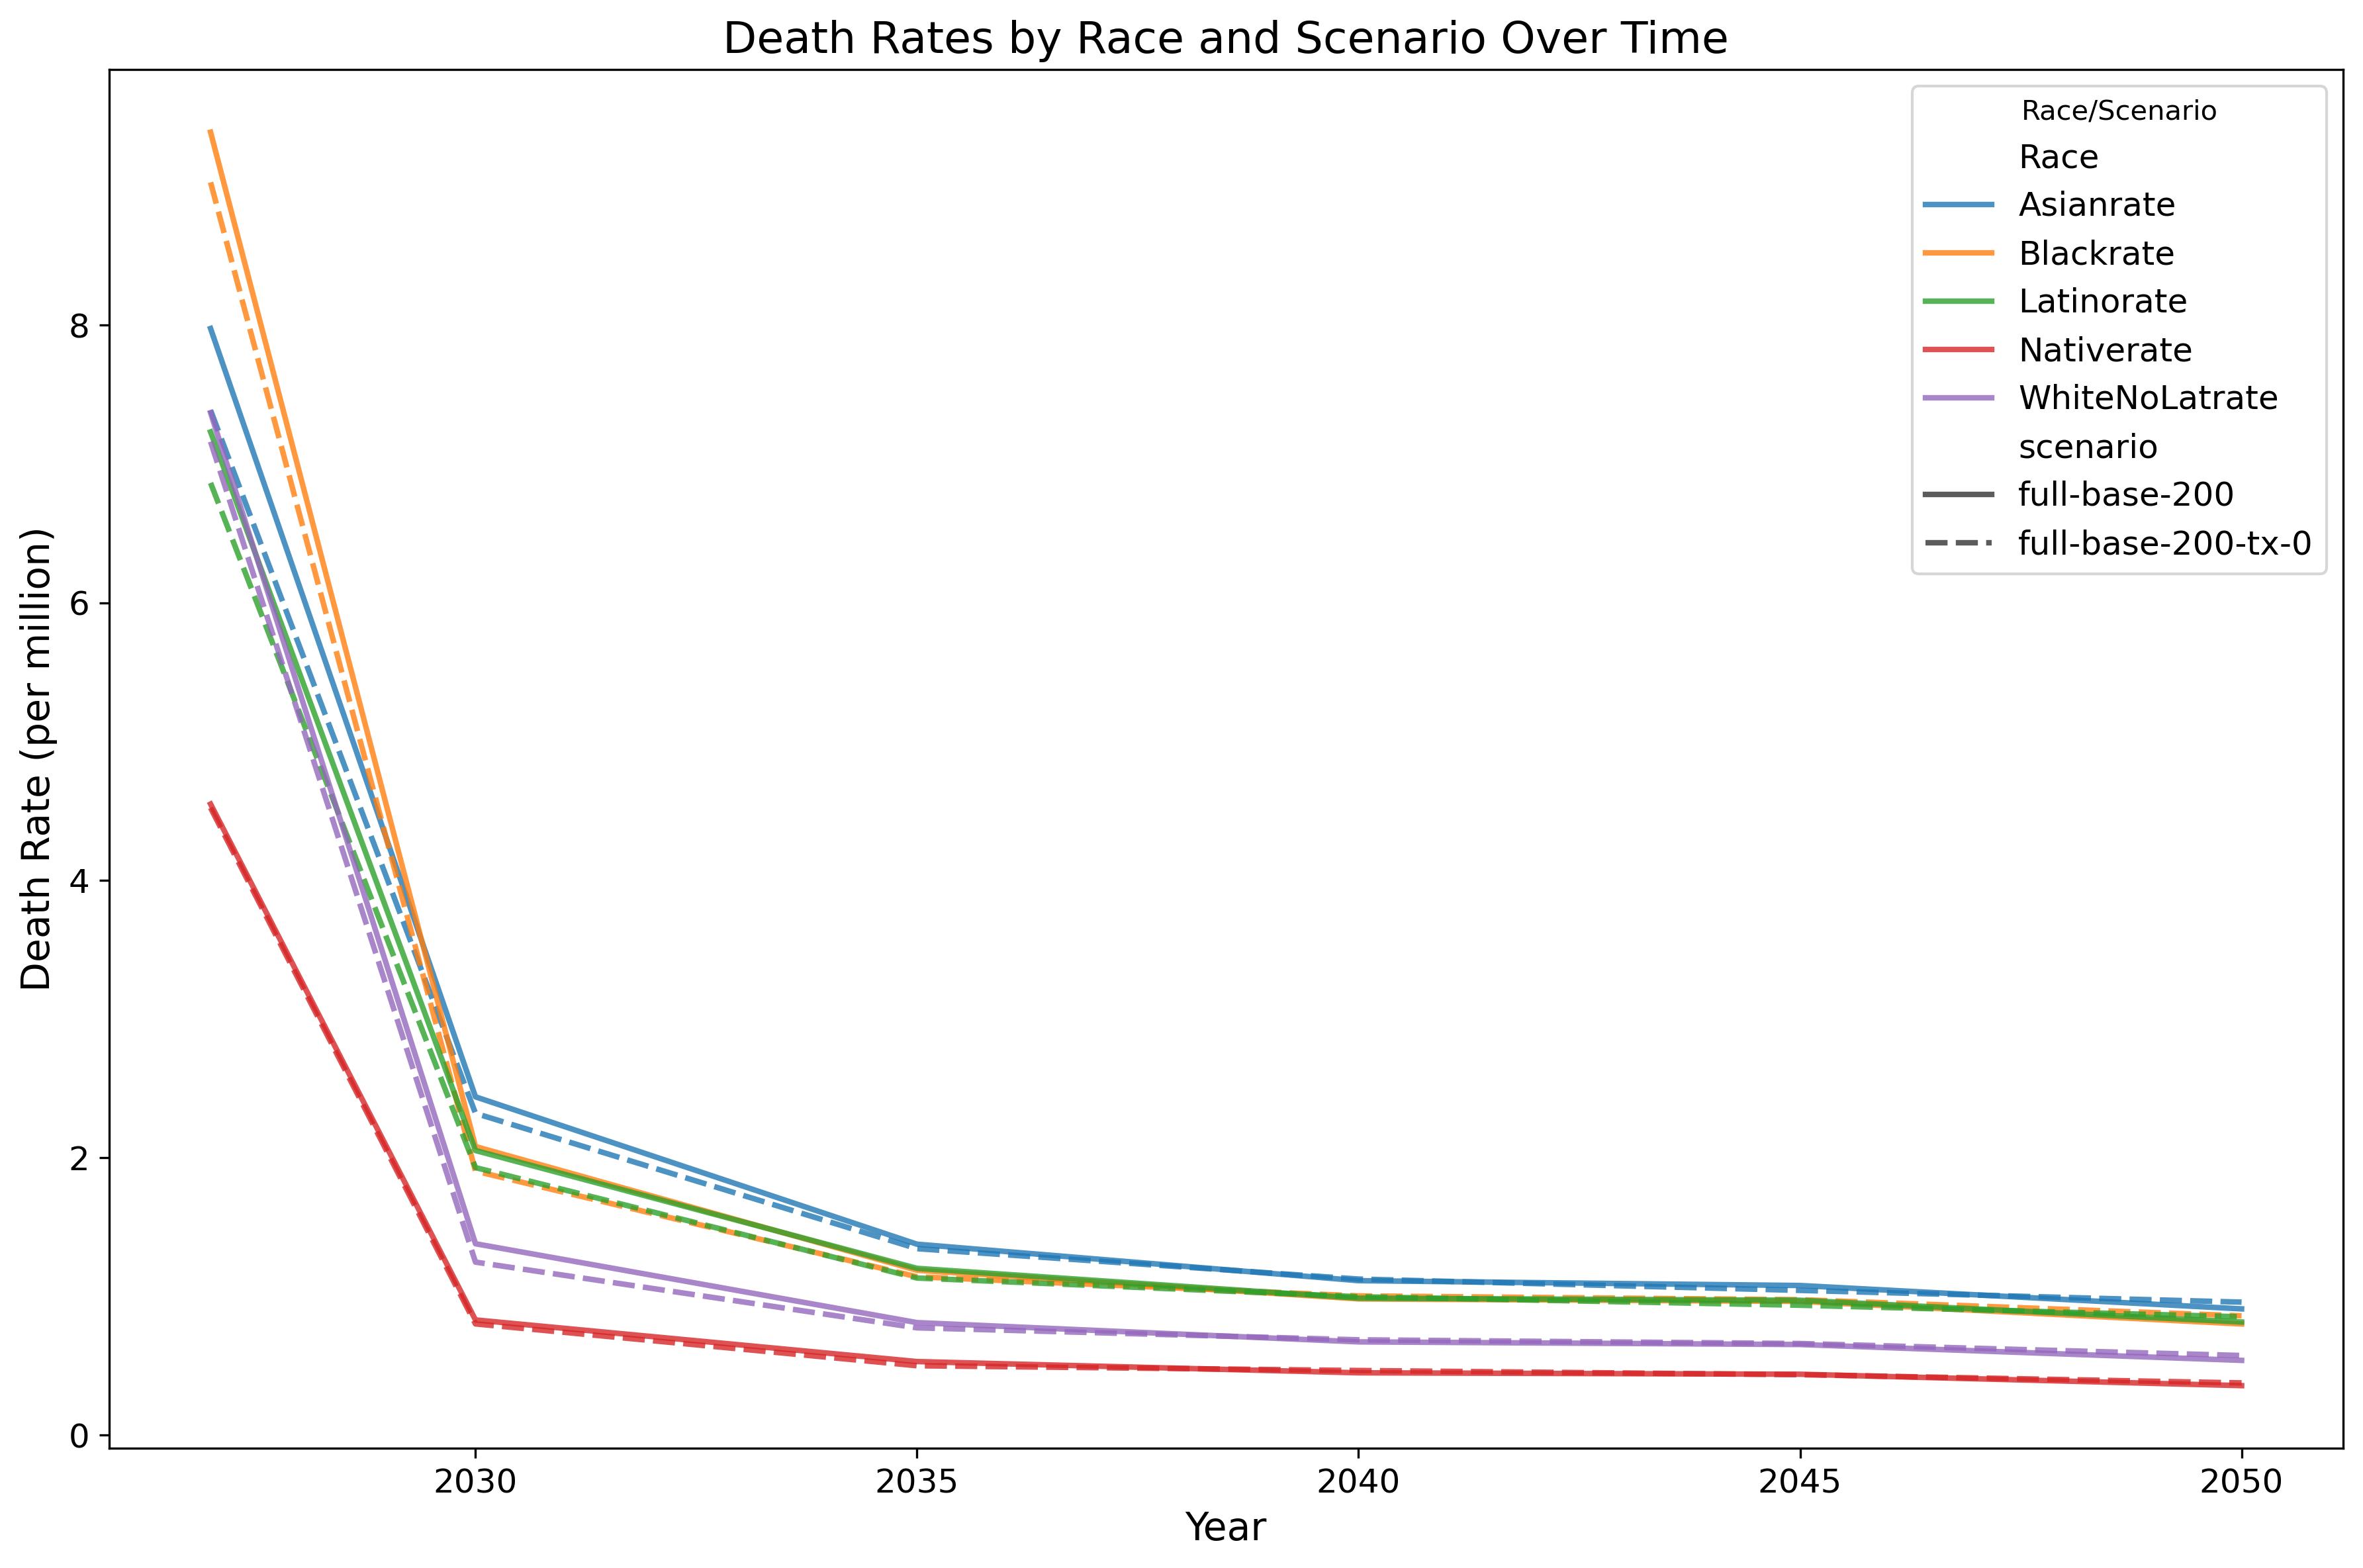 Death Rates by Race and Scenario Over Time
Race/Scenario
Race
Asianrate
Blackrate
Latinorate
Nativerate
WhiteNoLatrate
scenario
full-base-200
full-base-200-tx-0
Death Rate (per million)
8
6
4
2
0
2030 2035 2040 2045 2050
Year